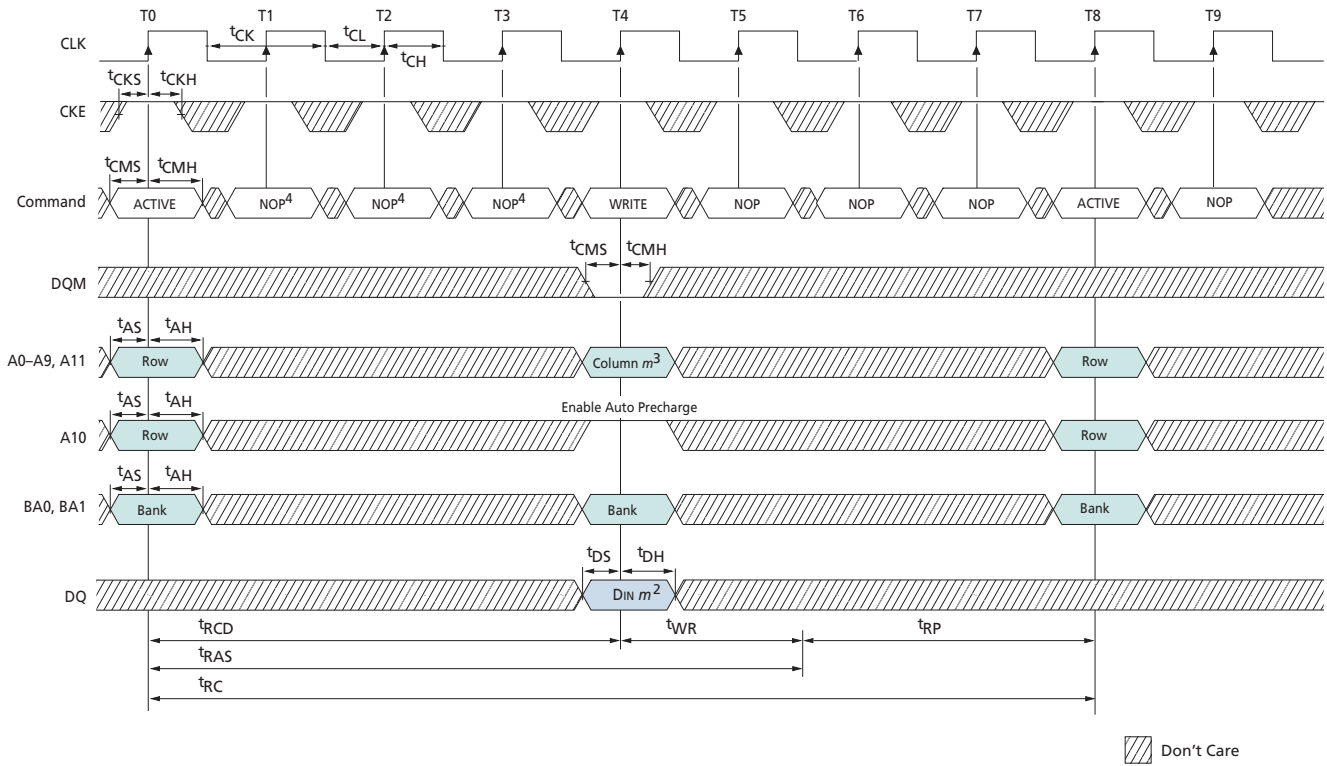 T0 T1 T2 T3 T4 T5 T6 T7 T8 T9
CLK
tCK tCL
tCH
tCKS tCKH
CKE
tCMS tCMH
Command ACTIVE NOP4 NOP4 NOP4 WRITE NOP NOP NOP ACTIVE NOP
tCMS tCMH
DQM
tAS tAH
A0–A9, A11 Row Column m3 Row
Enable Auto Precharge
tAS tAH
A10 Row Row
tAS tAH
BA0, BA1 Bank Bank Bank
tDS tDH
DQ DIN m2
tRCD tWR tRP
tRAS
tRC
Don't Care